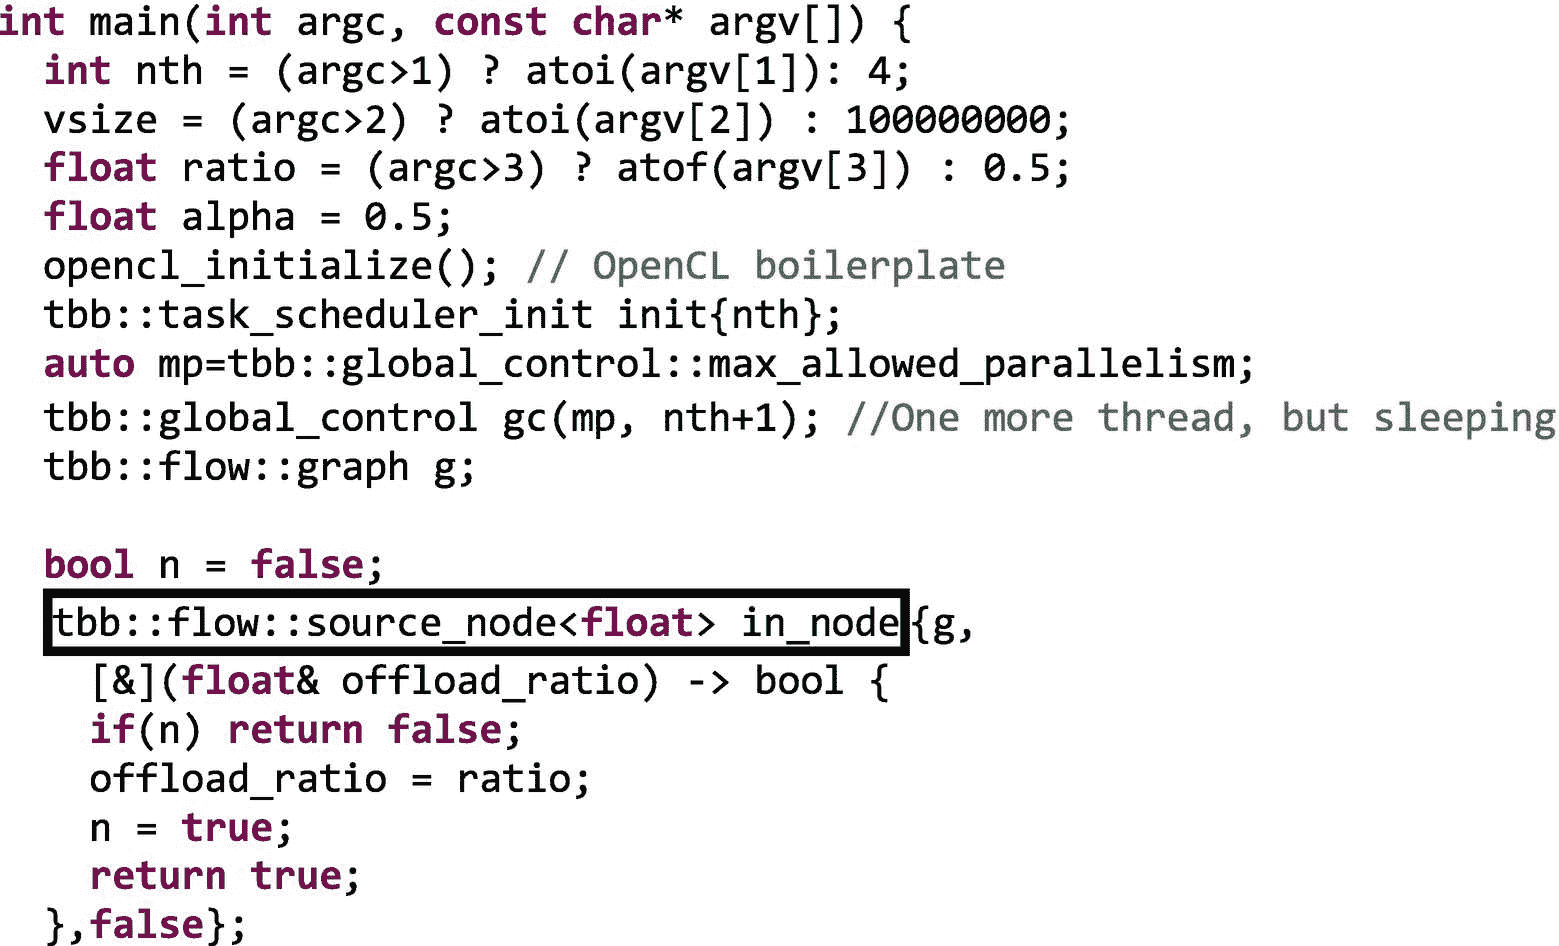 int main(int argc, const char* argv[]) {
  int nth = (argc>1) ? atoi(argv[1]): 4;
  vsize = (argc>2) ? atoi(argv[2]) : 100000000;
  float ratio = (argc>3) ? atof(argv[3]) : 0.5;
  float alpha = 0.5;
  opencl_initialize(); // OpenCL boilerplate
  tbb::task_scheduler_init init{nth};
  auto mp=tbb::global_control::max_allowed_parallelism;
  tbb::global_control gc(mp, nth+1); //One more thread, but sleeping
  tbb::flow::graph g;

  bool n = false;
  tbb::flow::source_node<float> in_node{g,
    [&](float& offload_ratio) -> bool {
    if(n) return false;
    offload_ratio = ratio;
    n = true;
    return true;
  },false};